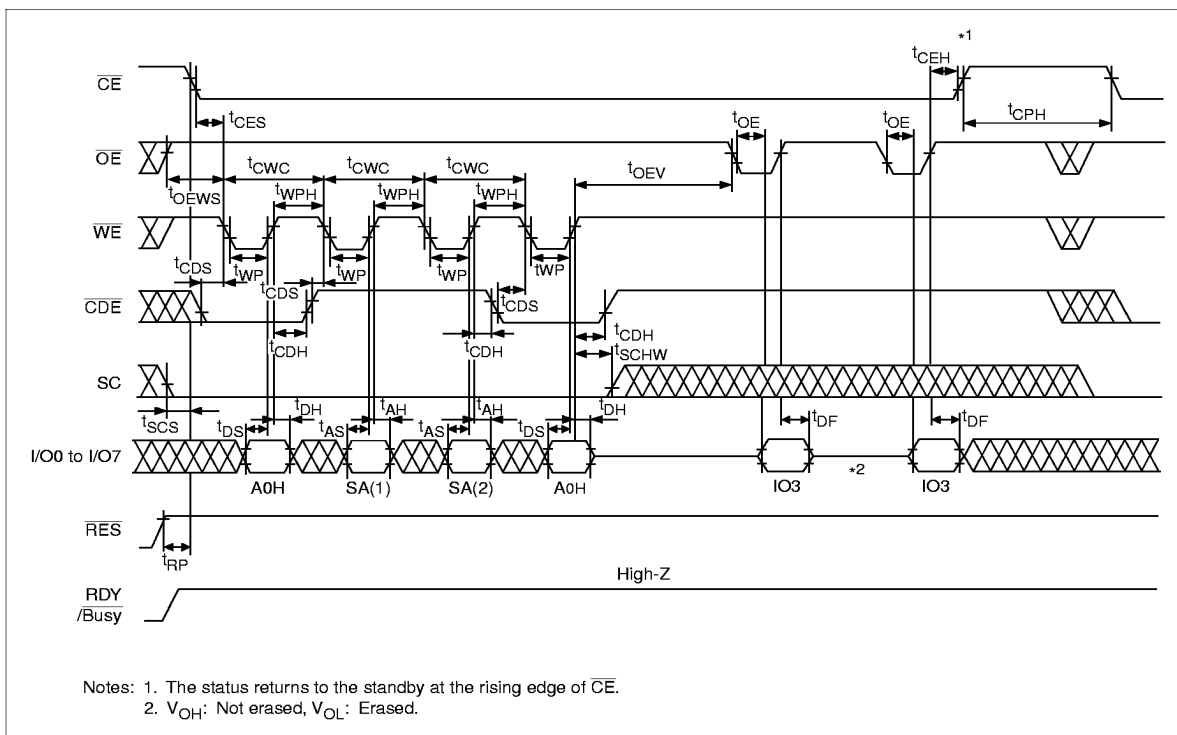 *1
tCEH
CE
tCES
tOE
tOE
tCPH
OE
tCWC
tCWC
tCWC
tOEV
tOEWS
tWPH
tWPH
tWPH
WE
tCDS
tWP
tWP
tWP
tWP
tCDS
tCDS
CDE
tCDH
tCDH
tCDH
tSCHW
SC
tSCS
tDH
tAH
tAH
tDH
tDS
tAS
tAS
tDS
tDF
tDF
I/O0 to I/O7
A0H
SA(1)
SA(2)
A0H
IO3
*2
IO3
RES
tRP
High-Z
RDY
/Busy
Notes: 1. The status returns to the standby at the rising edge of CE.
2. VOH: Not erased, VOL: Erased.